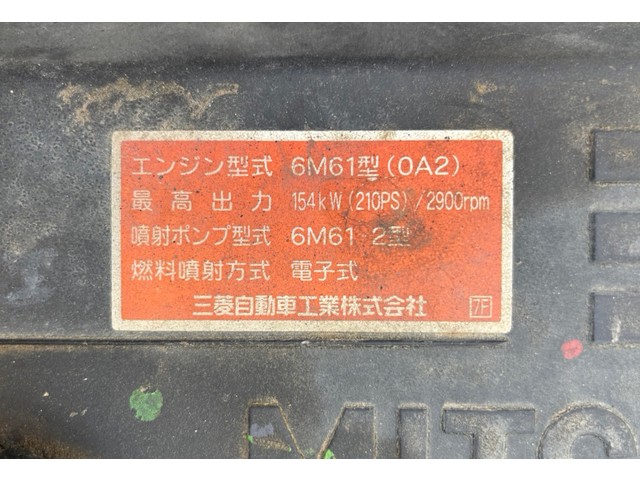 エンジン型式 6M61型(0A2)
最高出力 154kW(210PS)/2900rpm
噴射ポンプ型式 6M61 2型
燃料噴射方式 電子式
三菱自動車工業株式会社 7F
MITS